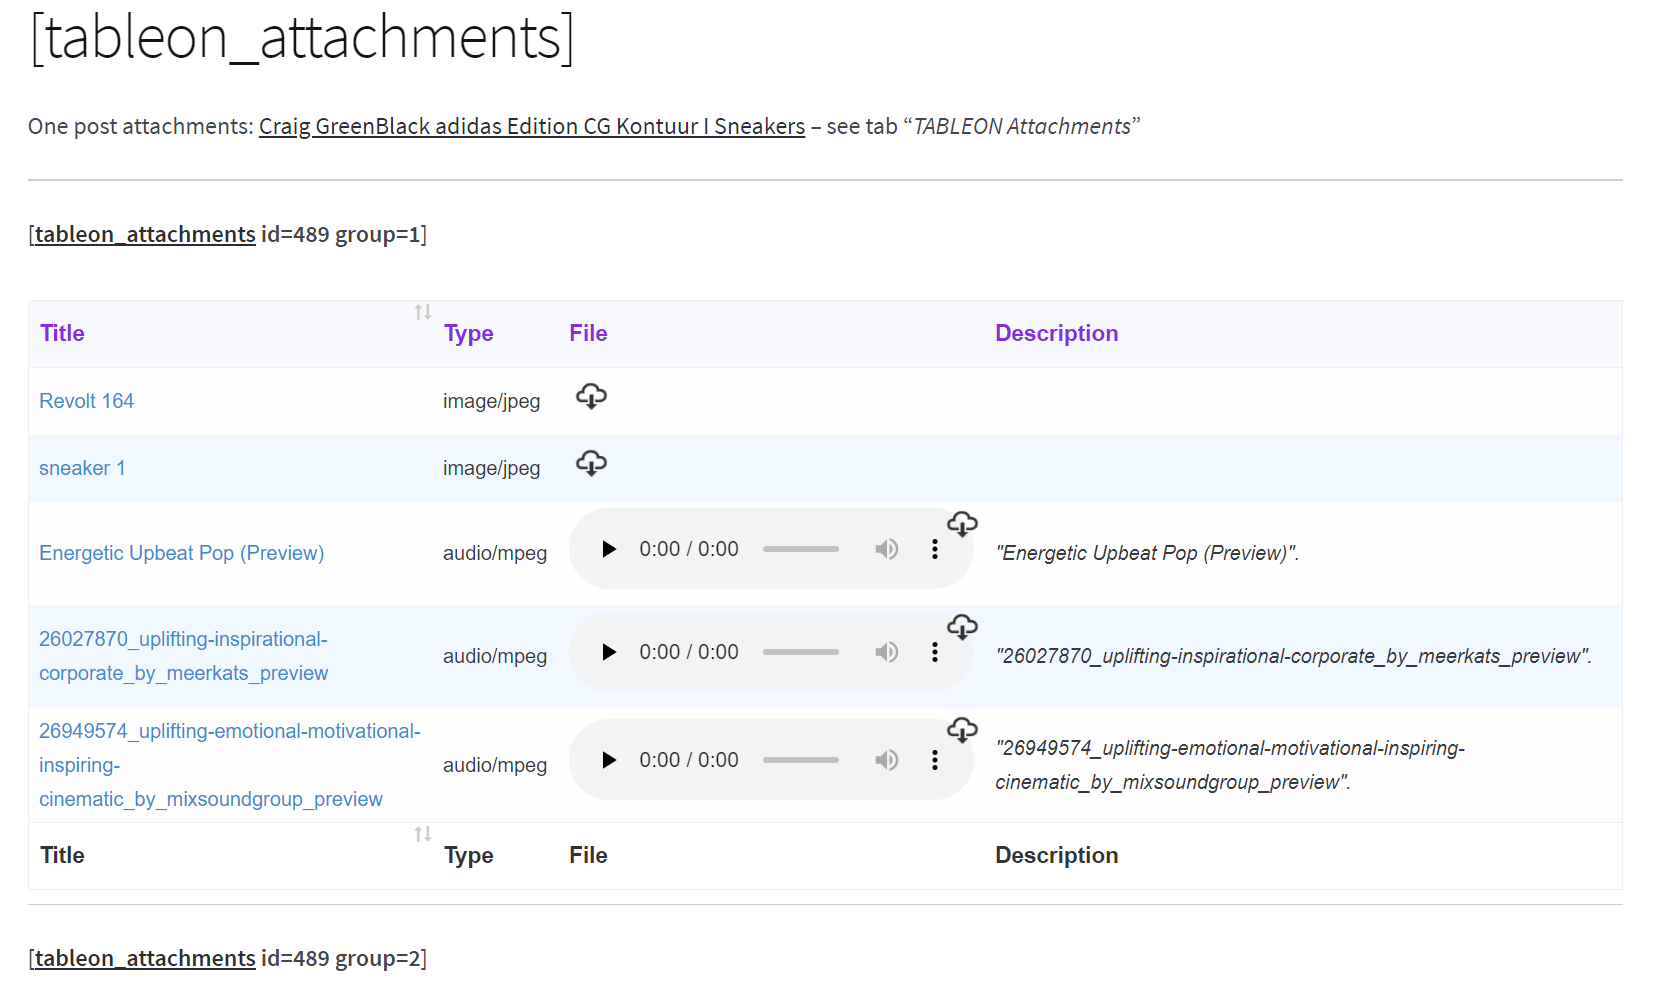 [tableon_attachments]
One post attachments: Craig GreenBlack adidas Edition CG Kontuur I Sneakers – see tab “TABLEON Attachments”
[tableon_attachments id=489 group=1]
Title Type File Description
Revolt 164 image/jpeg
sneaker 1 image/jpeg
Energetic Upbeat Pop (Preview) audio/mpeg 0:00 / 0:00 "Energetic Upbeat Pop (Preview)".
26027870_uplifting-inspirational-
corporate_by_meerkats_preview audio/mpeg 0:00 / 0:00 "26027870_uplifting-inspirational-corporate_by_meerkats_preview".
26949574_uplifting-emotional-motivational-
inspiring-
cinematic_by_mixsoundgroup_preview audio/mpeg 0:00 / 0:00 "26949574_uplifting-emotional-motivational-inspiring-
cinematic_by_mixsoundgroup_preview".
Title Type File Description
[tableon_attachments id=489 group=2]